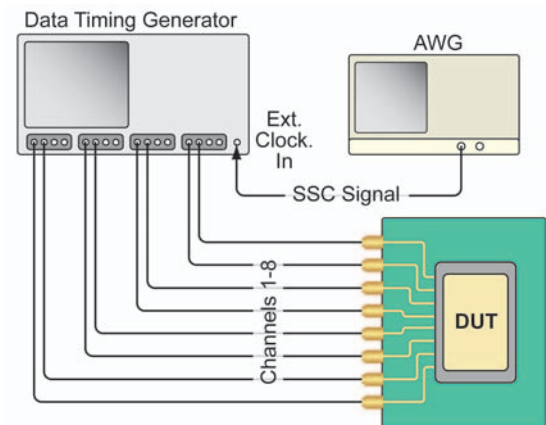 Data Timing Generator
AWG
Ext.
Clock.
In
SSC Signal
Channels 1-8
DUT